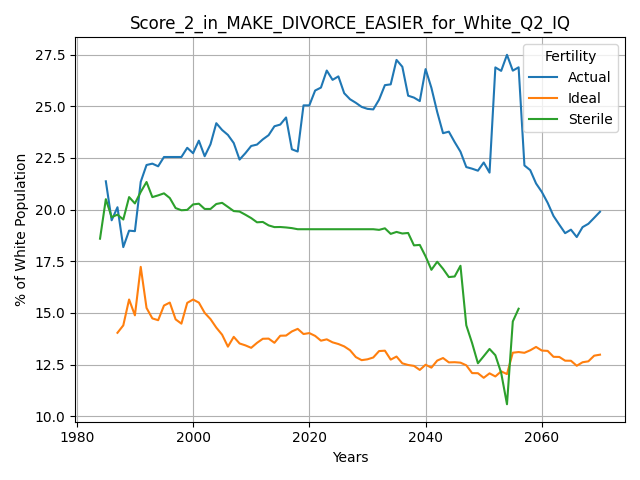 Score_2_in_MAKE_DIVORCE_EASIER_for_White_Q2_IQ
% of White Population
27.5
25.0
22.5
20.0
17.5
15.0
12.5
10.0
Fertility
Actual
Ideal
Sterile
1980
2000
2020
2040
2060
Years